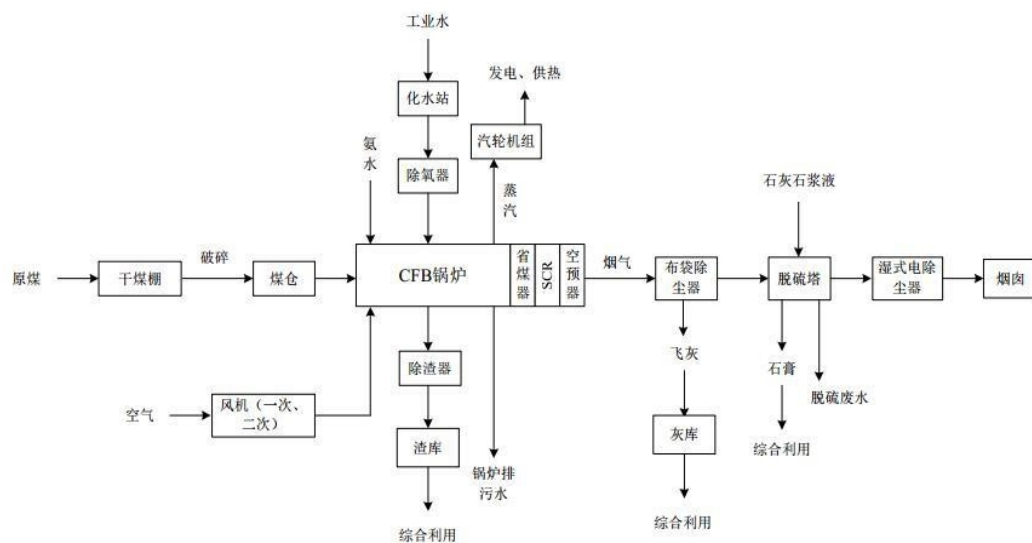 工业水
发电、供热
化水站
汽轮机组
氨
水
除氧器
蒸
汽
石灰石浆液
原煤
干煤棚
破碎
煤仓
CFB锅炉
省
煤
器
SCR
空
预
器
烟气
布袋除
尘器
脱硫塔
湿式电除
尘器
烟囱
除渣器
飞灰
石膏
脱硫废水
空气
风机（一次、
二次）
渣库
锅炉排
污水
灰库
综合利用
综合利用
综合利用